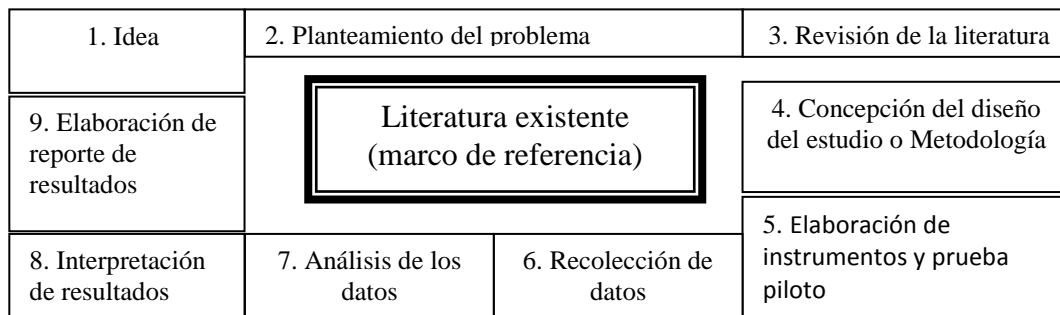 1. Idea
2. Planteamiento del problema
3. Revisión de la literatura
Literatura existente
(marco de referencia)
4. Concepción del diseño
del estudio o Metodología
9. Elaboración de
reporte de
resultados
5. Elaboración de
instrumentos y prueba
piloto
8. Interpretación
de resultados
7. Análisis de los
datos
6. Recolección de
datos